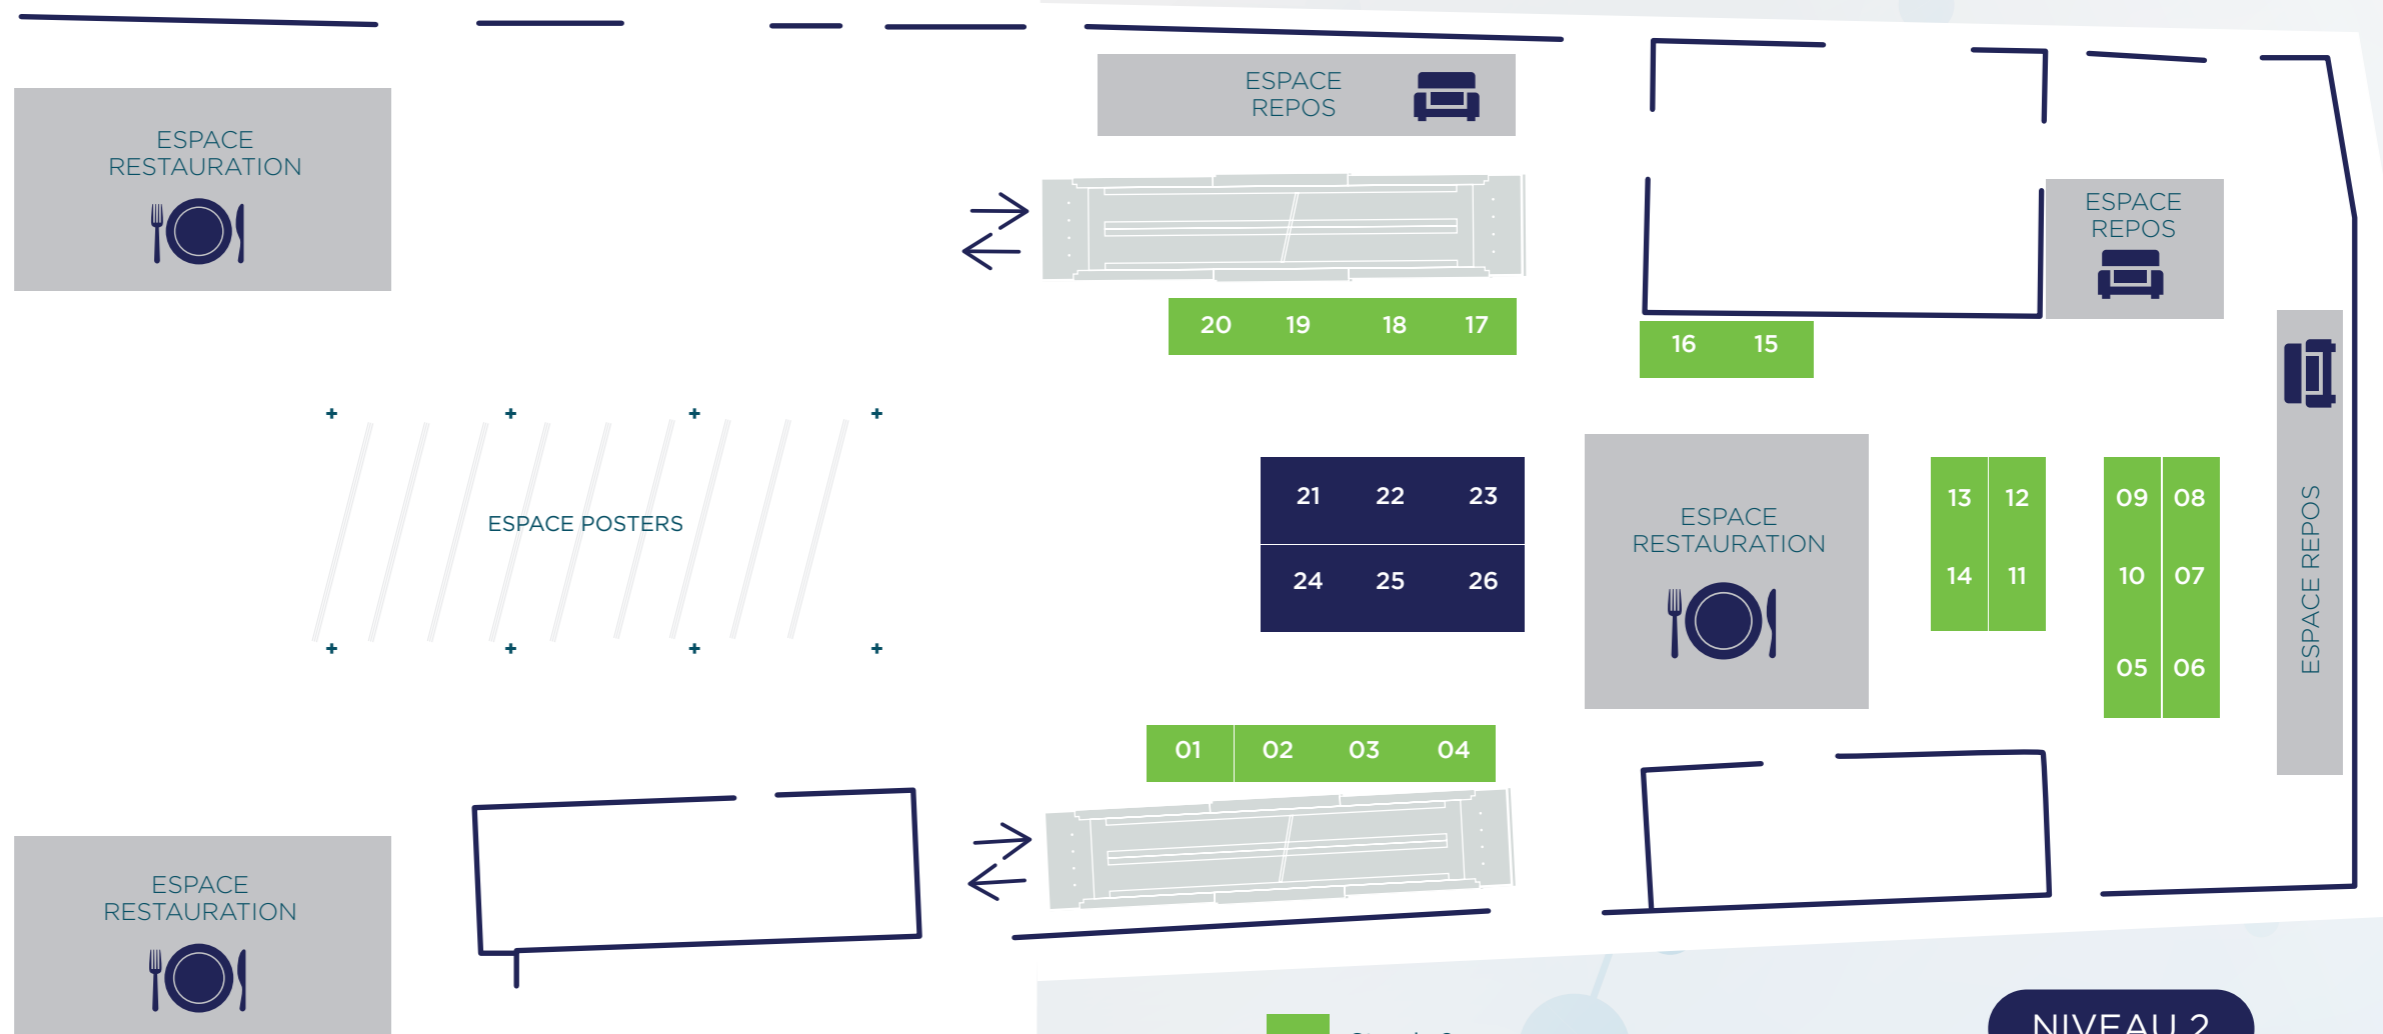 ESPACE
REPOS
ESPACE
RESTAURATION
ESPACE
REPOS
20 19 18 17
16 15
21 22 23
24 25 26
ESPACE POSTERS
ESPACE
RESTAURATION
13 12
14 11
09 08
10 07
05 06
ESPACE REPOS
01 02 03 04
ESPACE
RESTAURATION
NIVEAU 2